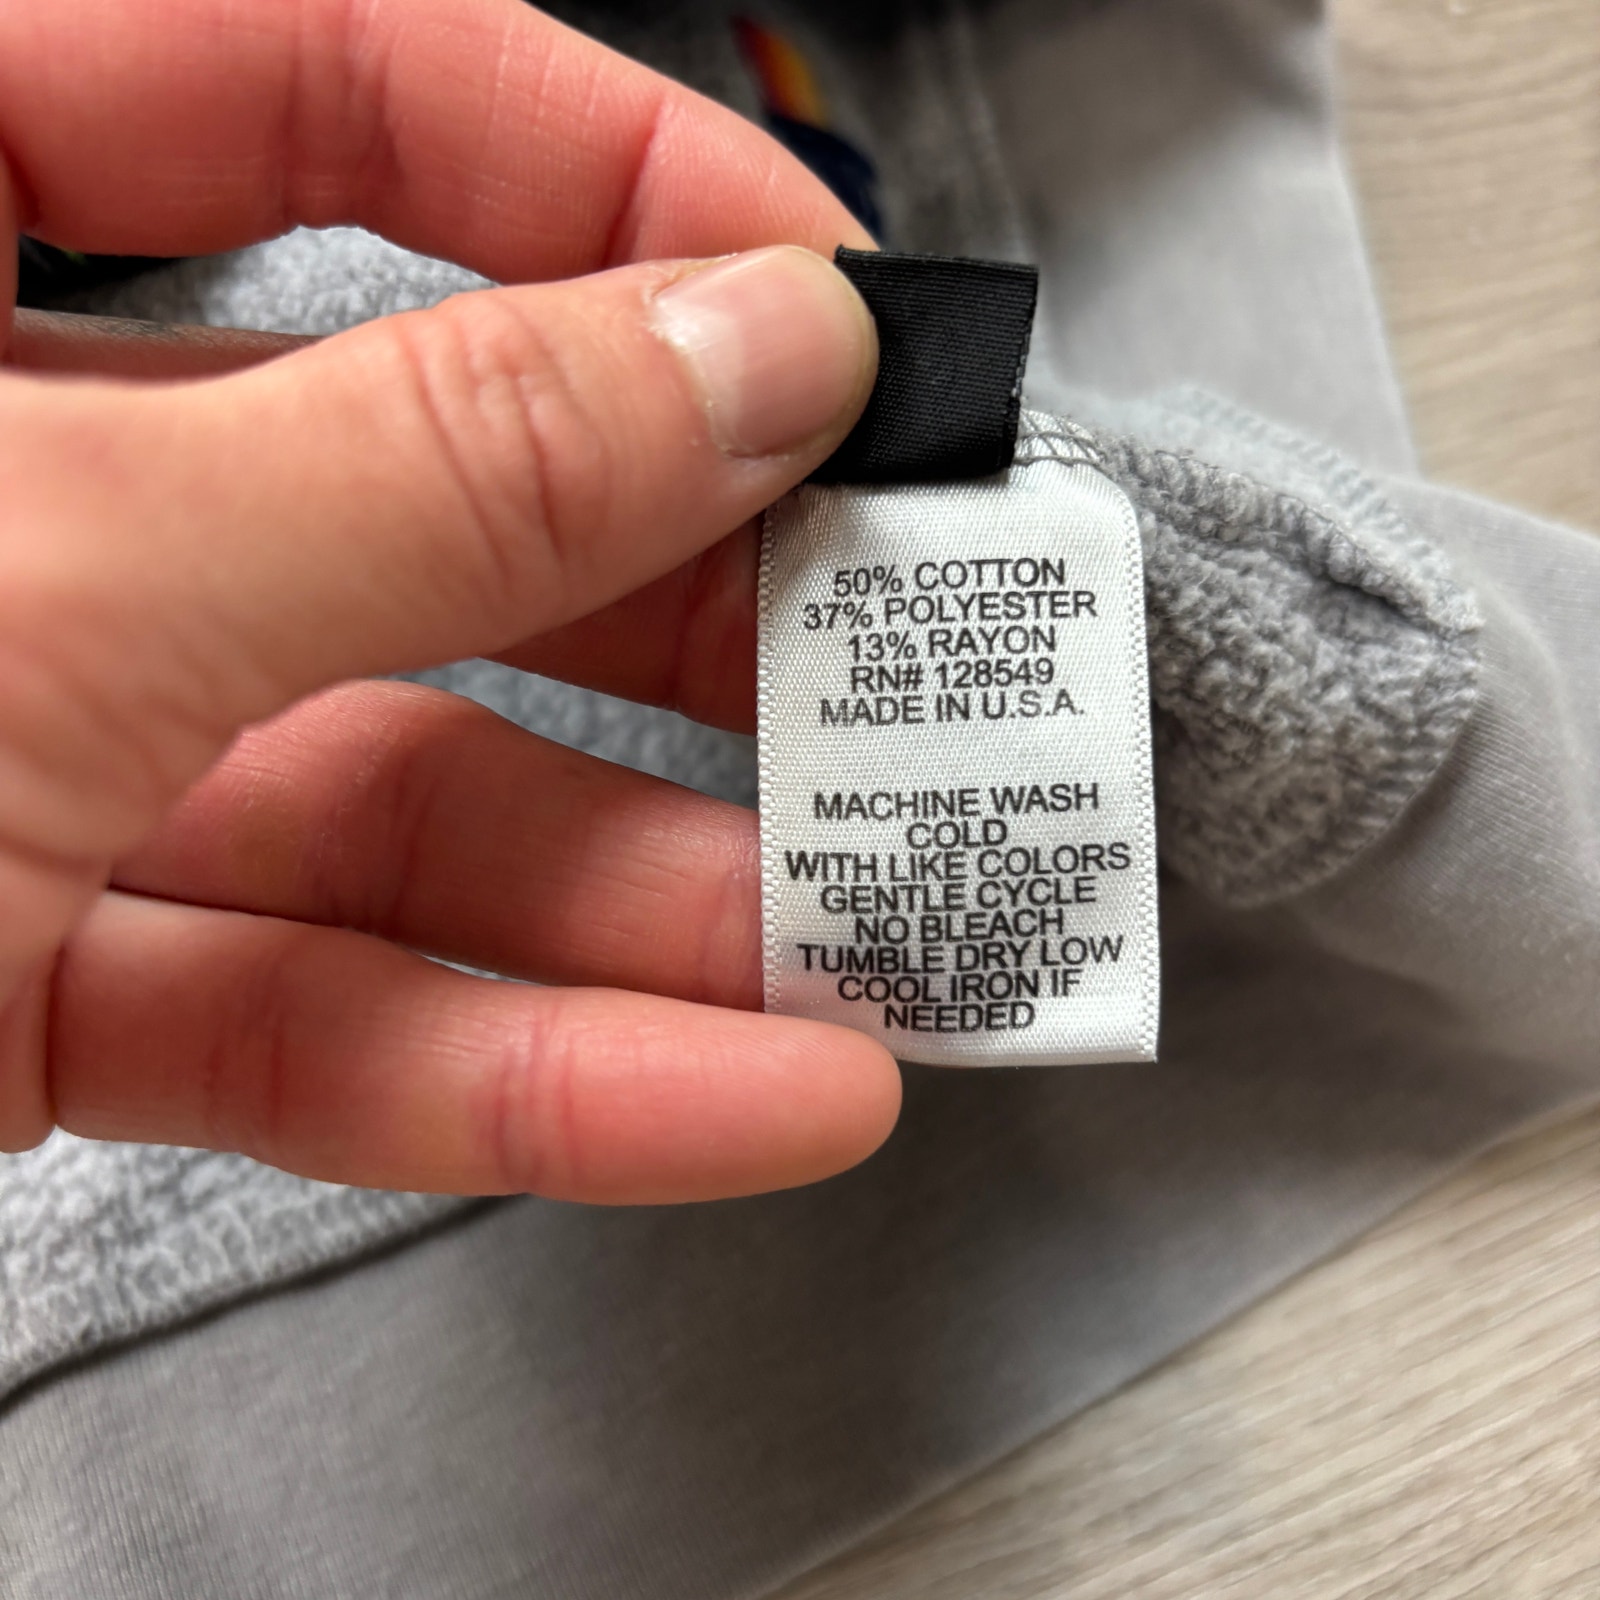 50% COTTON
37% POLYESTER
13% RAYON
RN# 128549
MADE IN U.S.A.
MACHINE WASH
COLD
WITH LIKE COLORS
GENTLE CYCLE
NO BLEACH
TUMBLE DRY LOW
COOL IRON IF
NEEDED